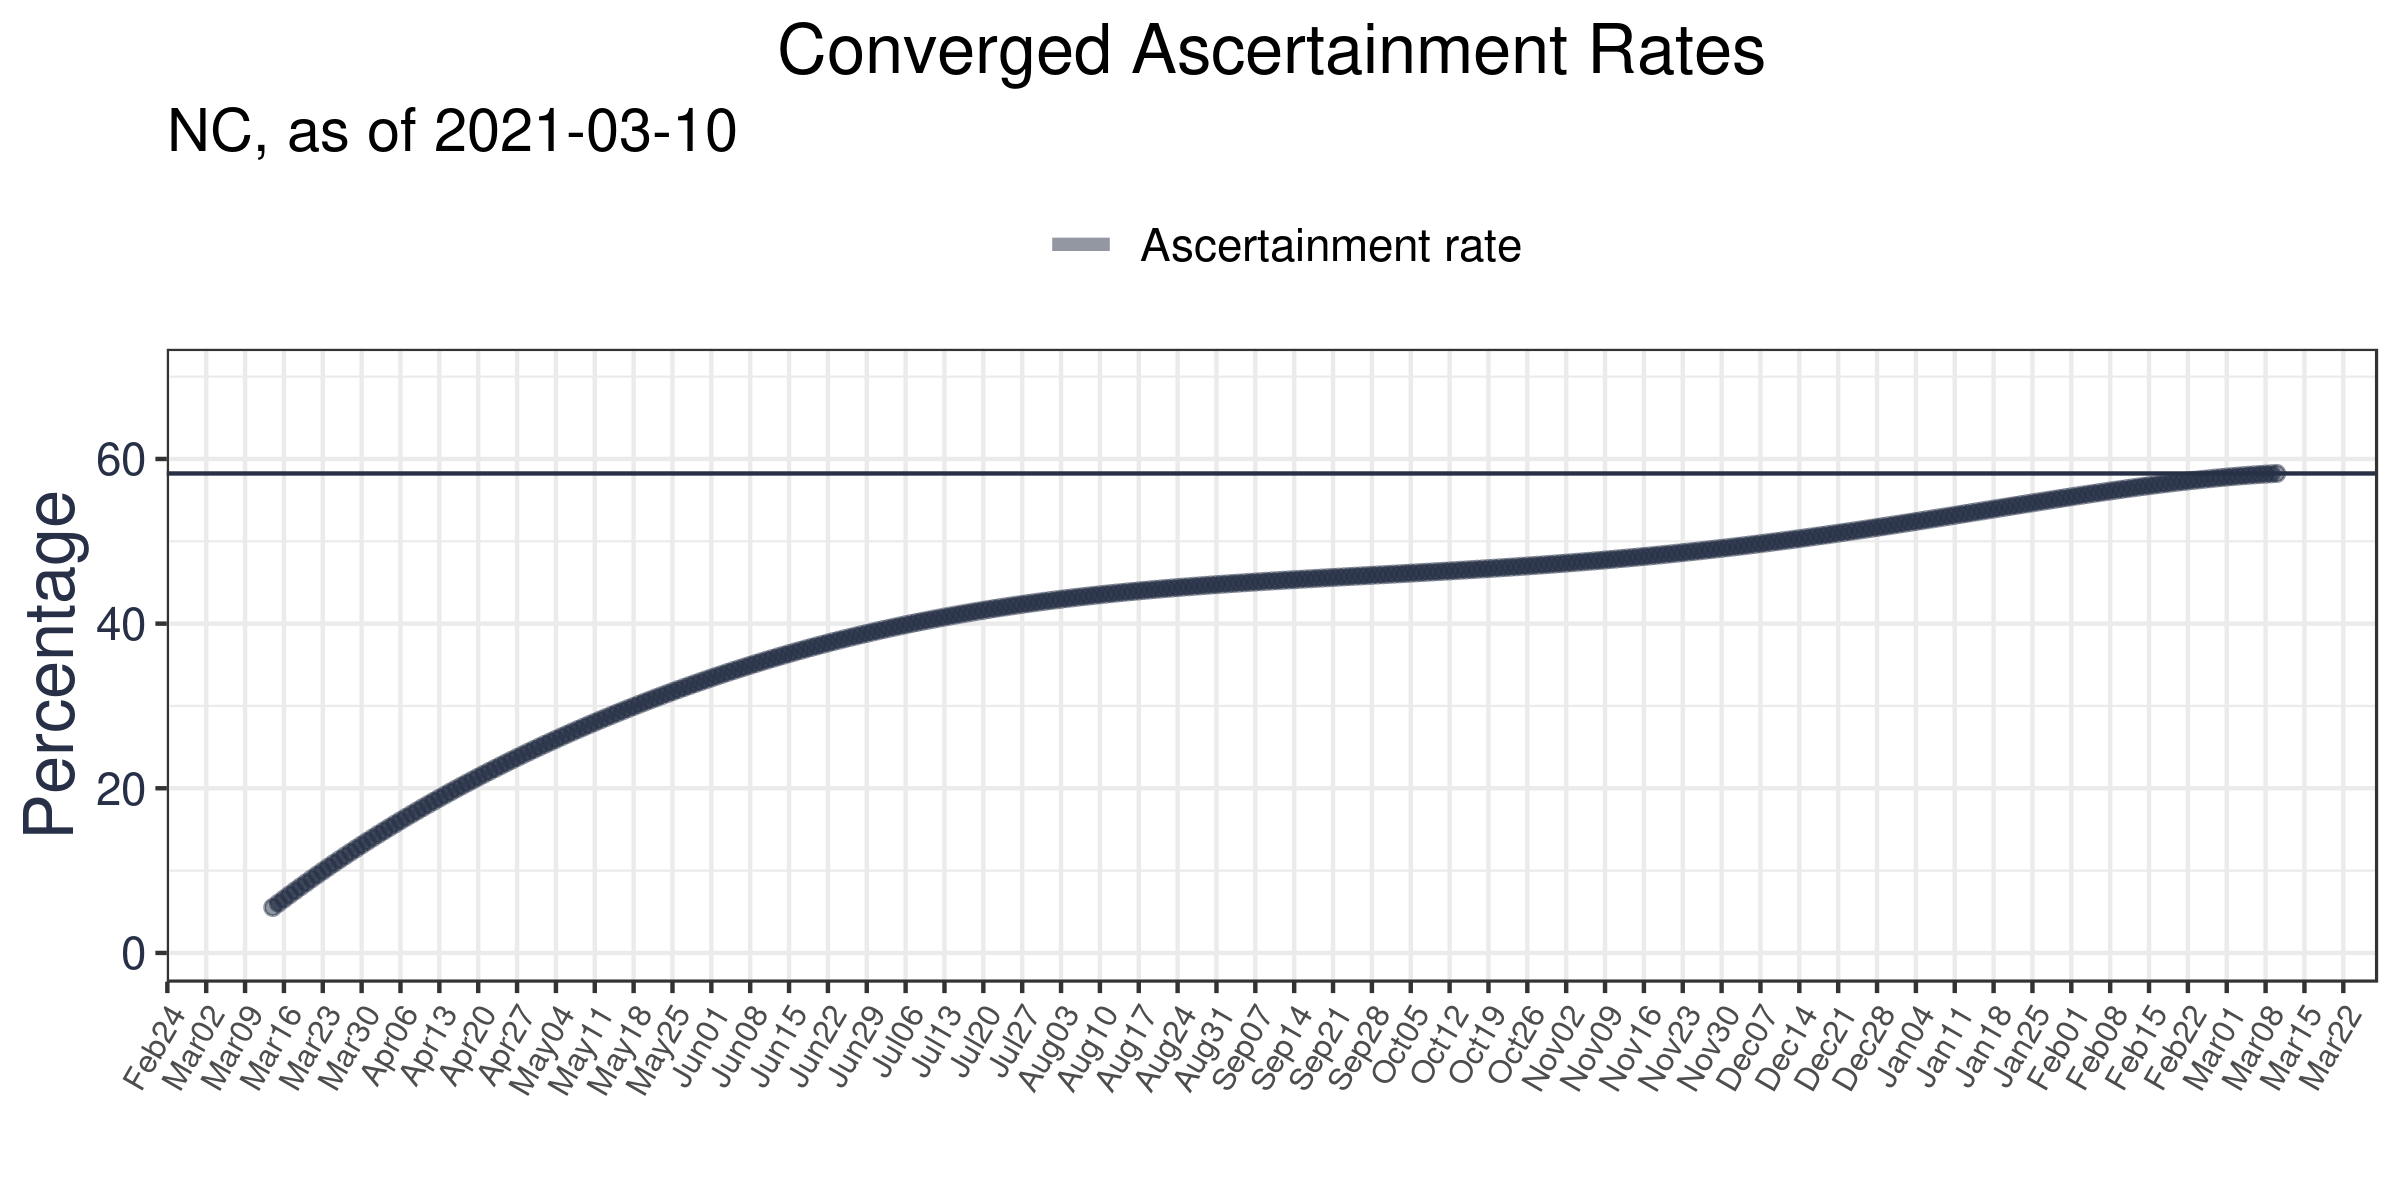 Converged Ascertainment Rates
NC, as of 2021-03-10
Ascertainment rate
Percentage
60
40
20
0
Feb24
Mar02
Mar09
Mar16
Mar23
Mar30
Apr06
Apr13
Apr20
Apr27
May04
May11
May18
May25
Jun01
Jun08
Jun15
Jun22
Jun29
Jul06
Jul13
Jul20
Jul27
Aug03
Aug10
Aug17
Aug24
Aug31
Sep07
Sep14
Sep21
Sep28
Oct05
Oct12
Oct19
Oct26
Nov02
Nov09
Nov16
Nov23
Nov30
Dec07
Dec14
Dec21
Dec28
Jan04
Jan11
Jan18
Jan25
Feb01
Feb08
Feb15
Feb22
Mar01
Mar08
Mar15
Mar22